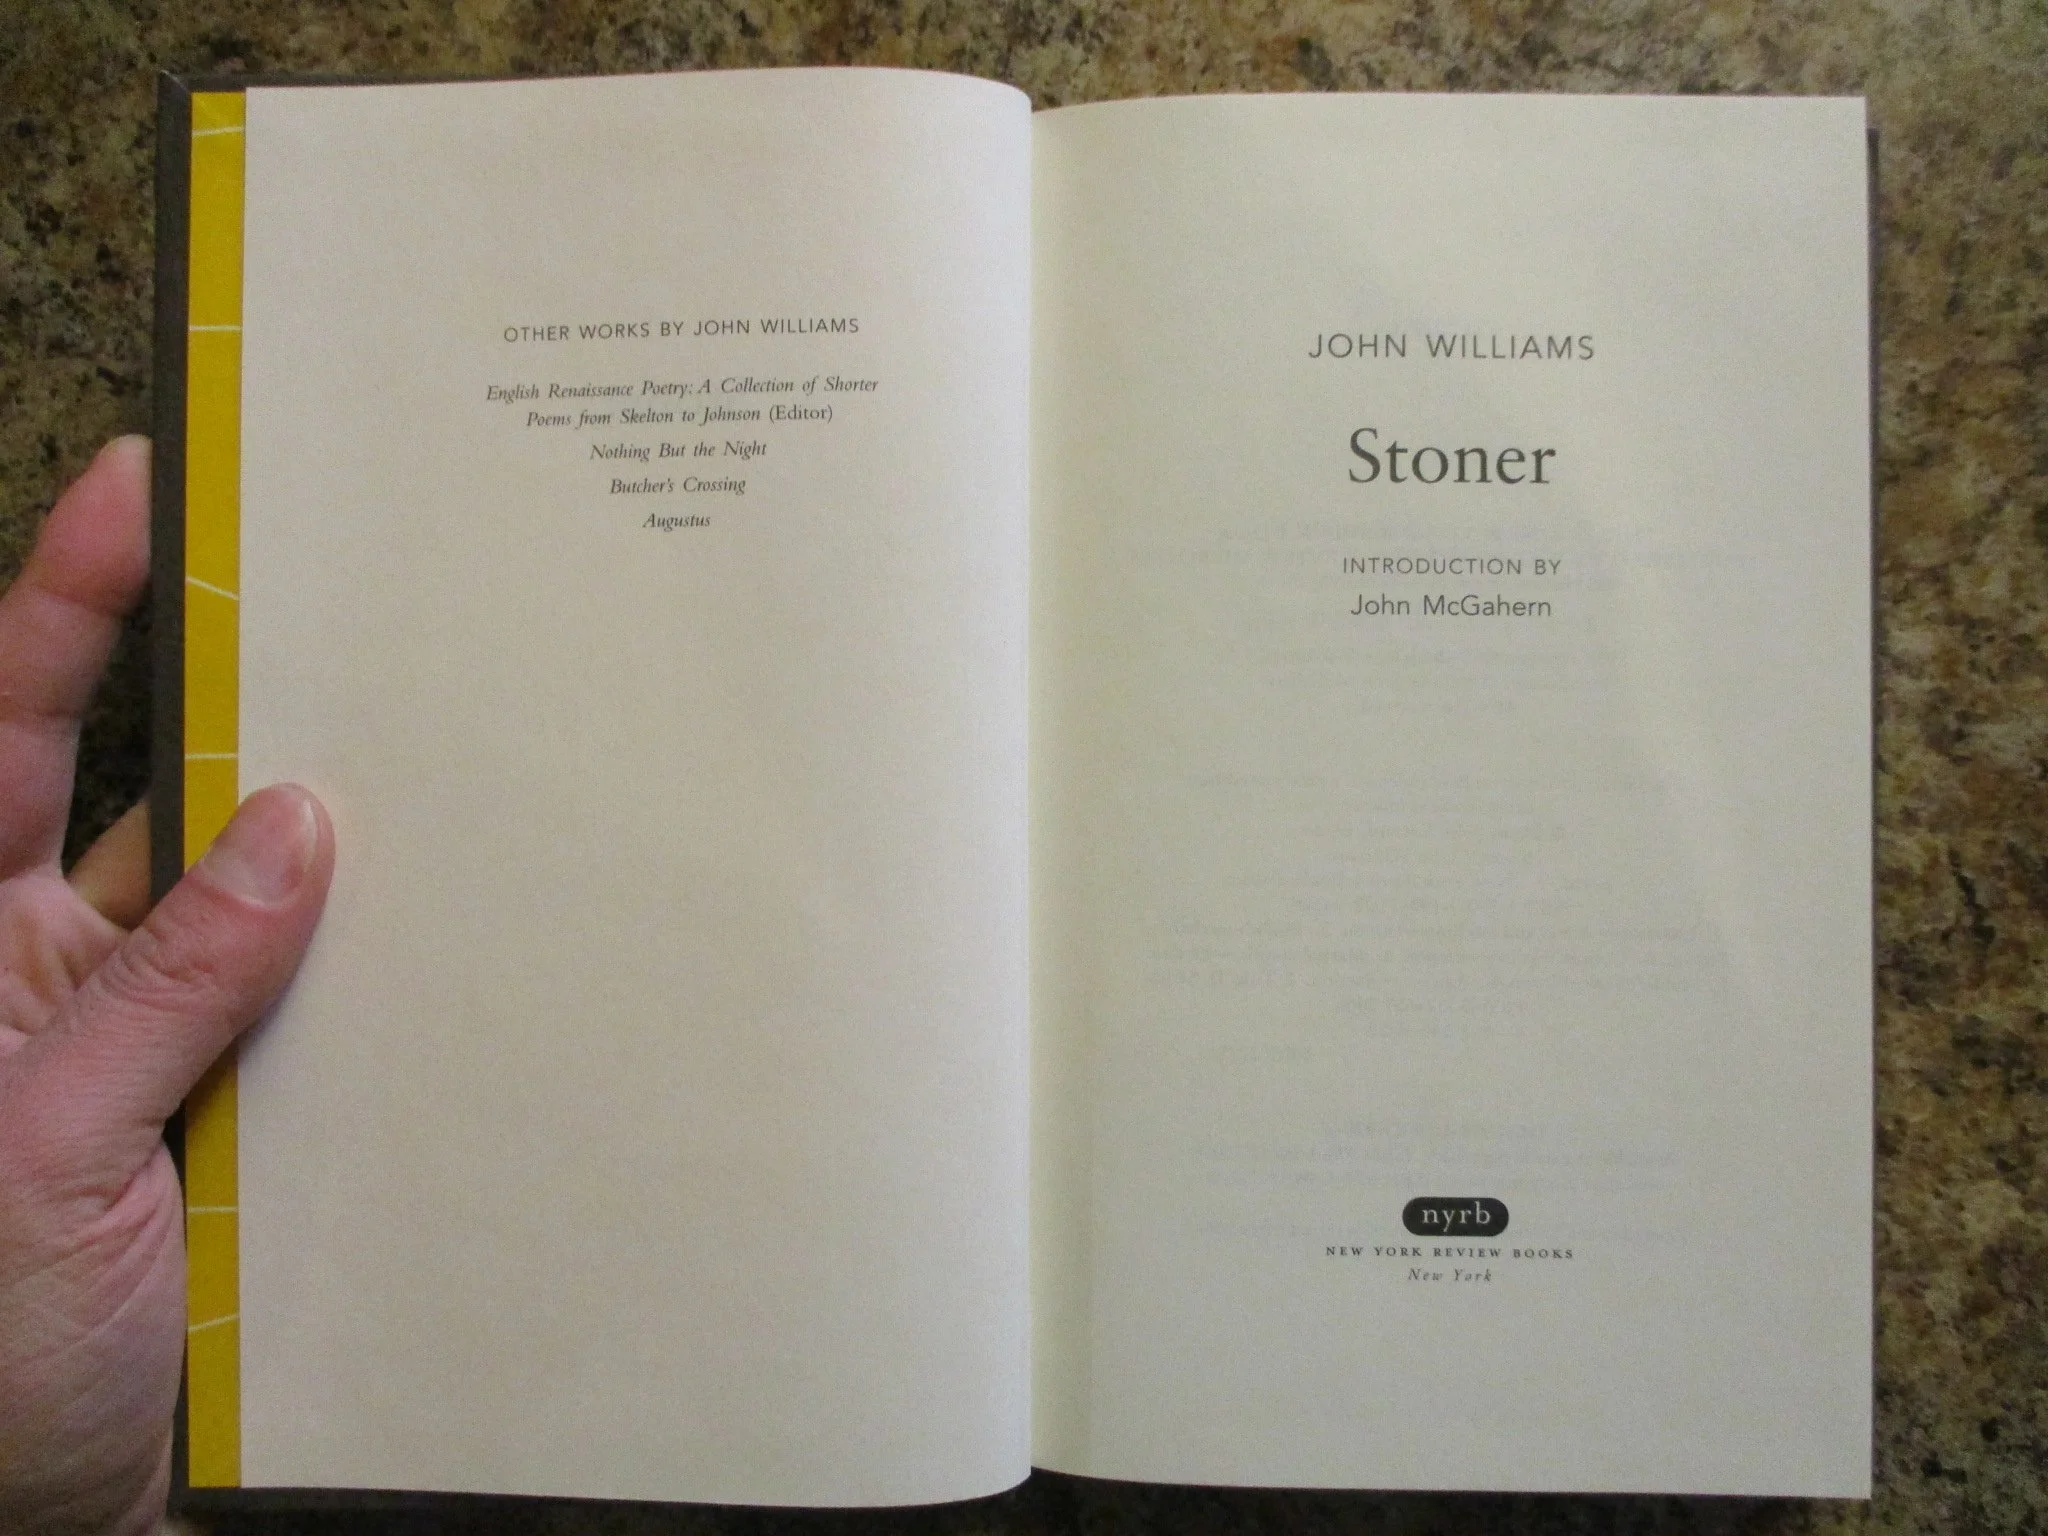 OTHER WORKS BY JOHN WILLIAMS
English Renaissance Poetry: A Collection of Shorter
Poems from Skelton to Johnson (Editor)
Nothing But the Night
Butcher's Crossing
Augustus
JOHN WILLIAMS
Stoner
INTRODUCTION BY
John McGahern
nyrb
NEW YORK REVIEW BOOKS
New York